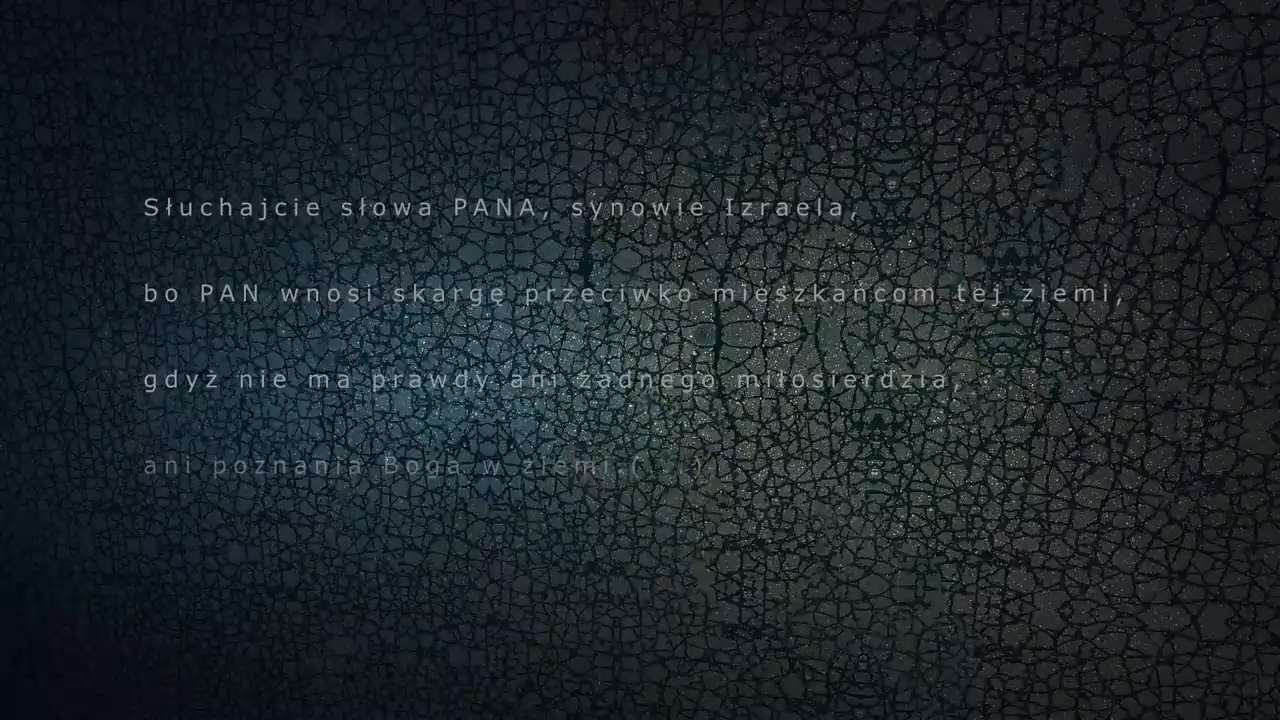 Słuchajcie słowa PANA, synowie Izraela,
bo PAN wnosi skargę przeciwko mieszkańcom tej ziemi,
gdyż nie ma prawdy ani żadnego miłosierdzia,
ani poznania Boga w ziemi.(...)